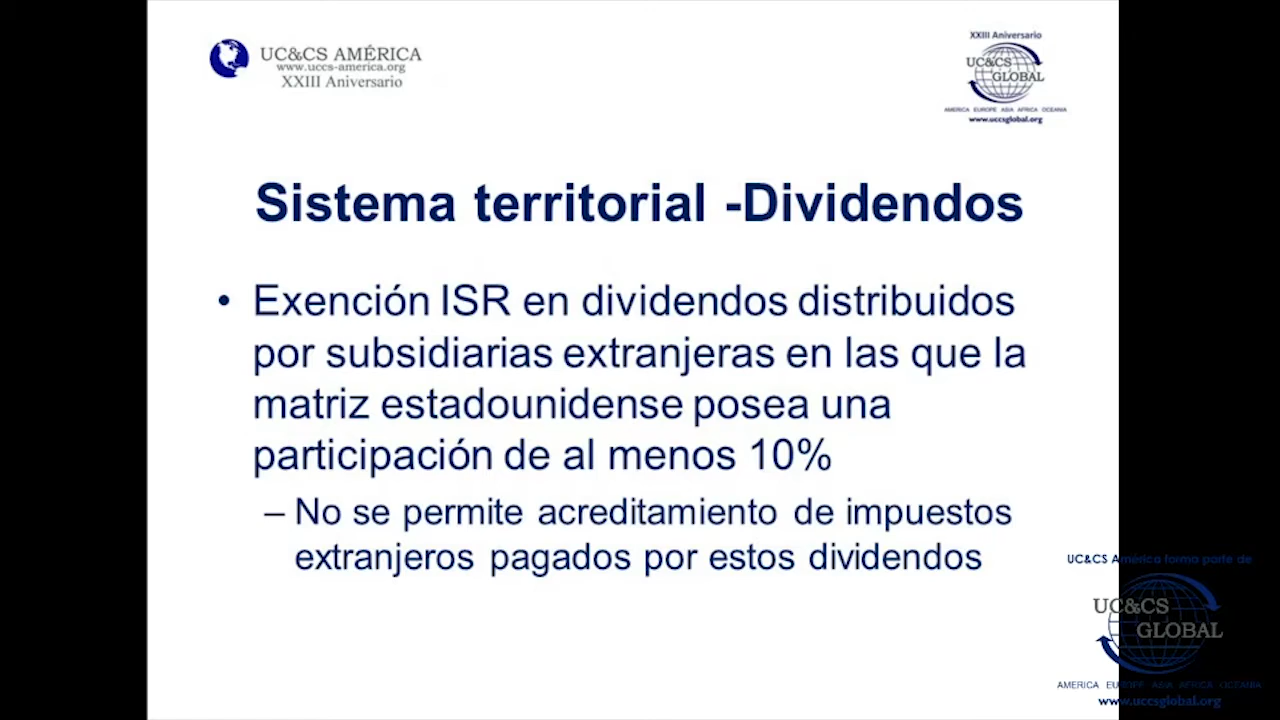 UC&CS AMÉRICA
www.uccs-america.org
XXIII Aniversario
XXIII Aniversario
UC&CS
GLOBAL
AMERICA EUROPE ASIA AFRICA OCEANIA
www.uccsglobal.org
Sistema territorial -Dividendos
• Exención ISR en dividendos distribuidos
por subsidiarias extranjeras en las que la
matriz estadounidense posea una
participación de al menos 10%
– No se permite acreditamiento de impuestos
extranjeros pagados por estos dividendos
UC&CS América forma parte de
UC&CS
GLOBAL
AMERICA EUROPE ASIA AFRICA OCEANIA
www.uccsglobal.org